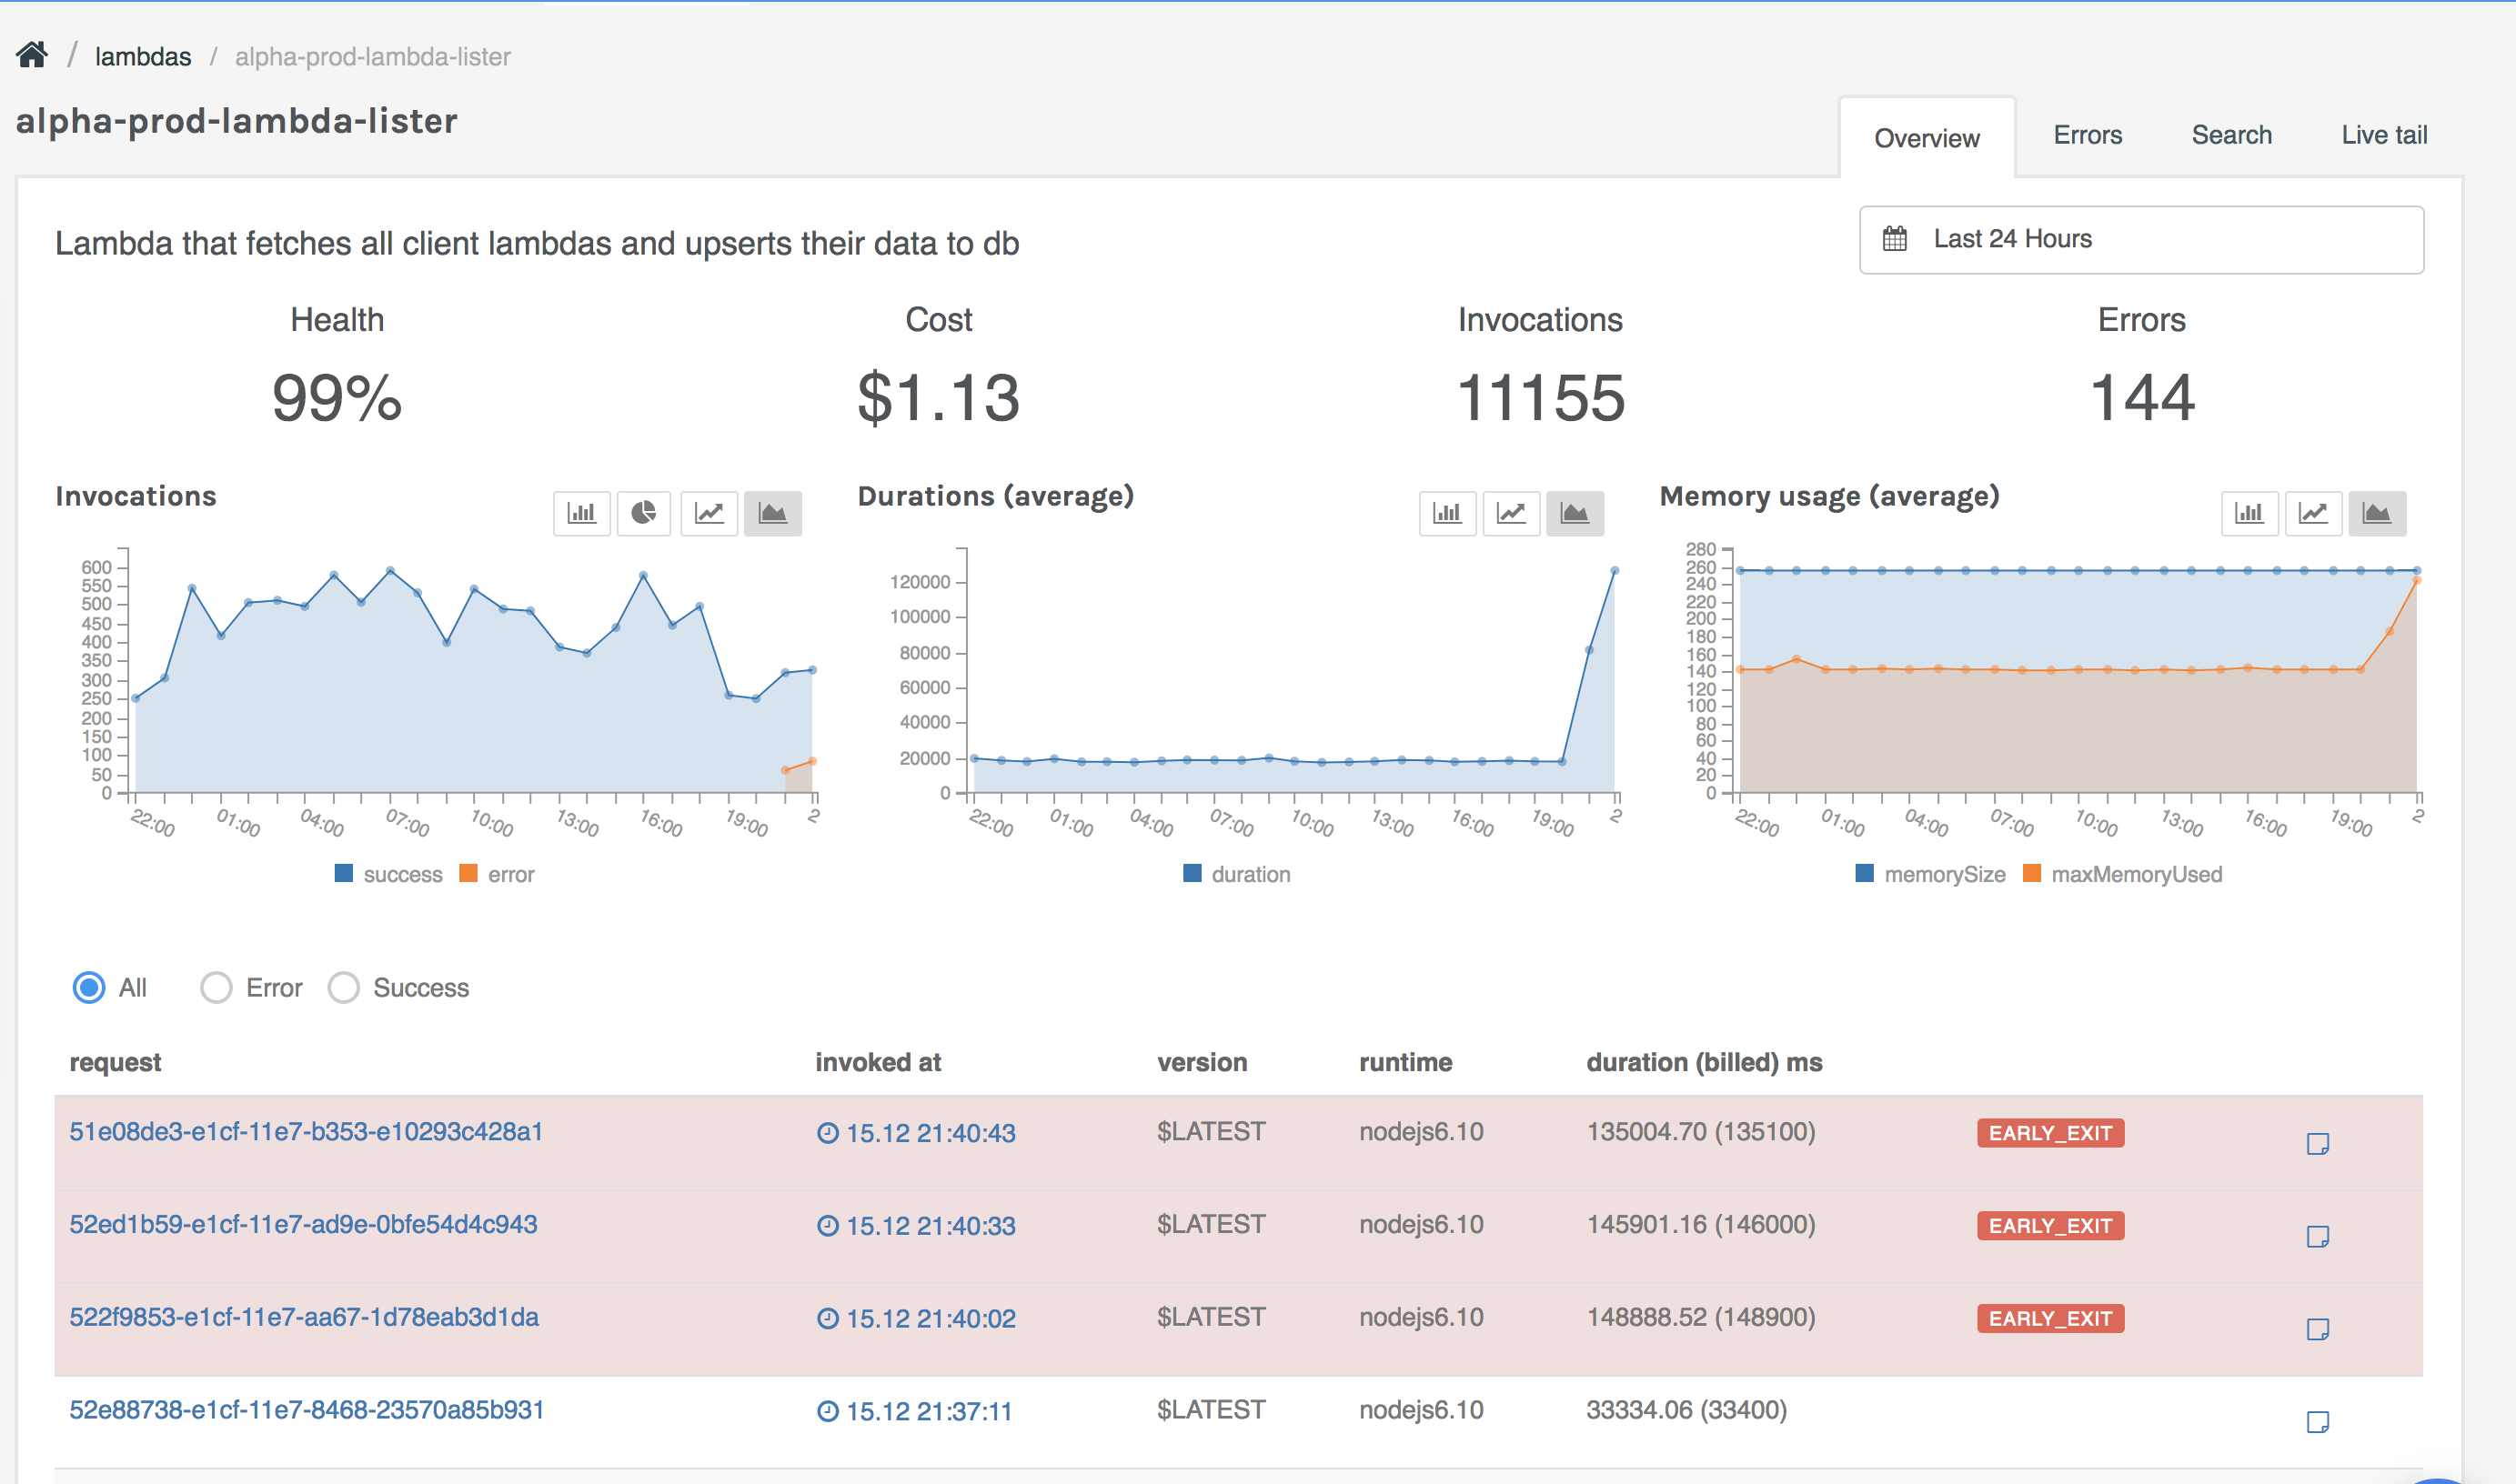 / lambdas / alpha-prod-lambda-lister
alpha-prod-lambda-lister
Overview Errors Search Live tail
Lambda that fetches all client lambdas and upserts their data to db
Last 24 Hours
Health Cost Invocations Errors
99% $1.13 11155 144
Invocations
600
550
500
450
400
350
300
250
200
150
100
50
0
22:00 01:00 04:00 07:00 10:00 13:00 16:00 19:00 2
success error
Durations (average)
120000
100000
80000
60000
40000
20000
0
22:00 01:00 04:00 07:00 10:00 13:00 16:00 19:00 2
duration
Memory usage (average)
280
260
240
220
200
180
160
140
120
100
80
60
40
20
0
22:00 01:00 04:00 07:00 10:00 13:00 16:00 19:00 2
memorySize maxMemoryUsed
All Error Success
request invoked at version runtime duration (billed) ms
51e08de3-e1cf-11e7-b353-e10293c428a1 15.12 21:40:43 $LATEST nodejs6.10 135004.70 (135100) EARLY_EXIT
52ed1b59-e1cf-11e7-ad9e-0bfe54d4c943 15.12 21:40:33 $LATEST nodejs6.10 145901.16 (146000) EARLY_EXIT
522f9853-e1cf-11e7-aa67-1d78eab3d1da 15.12 21:40:02 $LATEST nodejs6.10 148888.52 (148900) EARLY_EXIT
52e88738-e1cf-11e7-8468-23570a85b931 15.12 21:37:11 $LATEST nodejs6.10 33334.06 (33400)